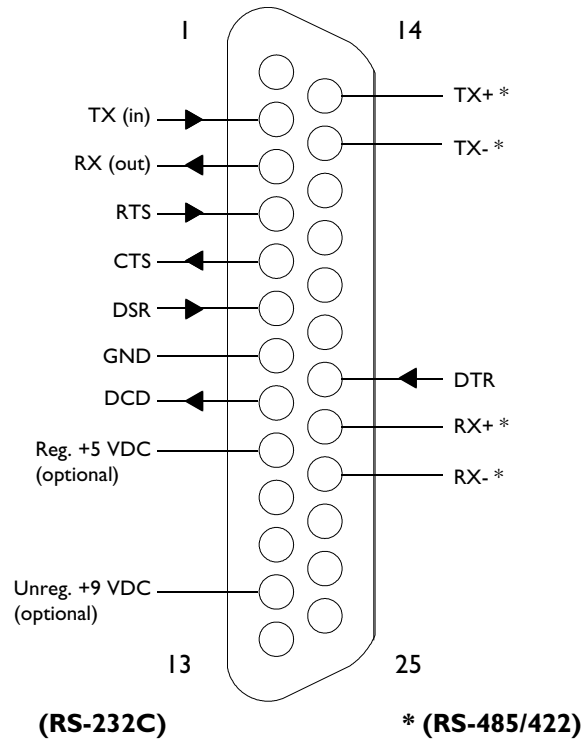 1
14
TX (in)
RX (out)
RTS
CTS
DSR
GND
DCD
Reg. +5 VDC
(optional)
Unreg. +9 VDC
(optional)
TX+ *
TX- *
DTR
RX+ *
RX- *
13
25
(RS-232C)
* (RS-485/422)